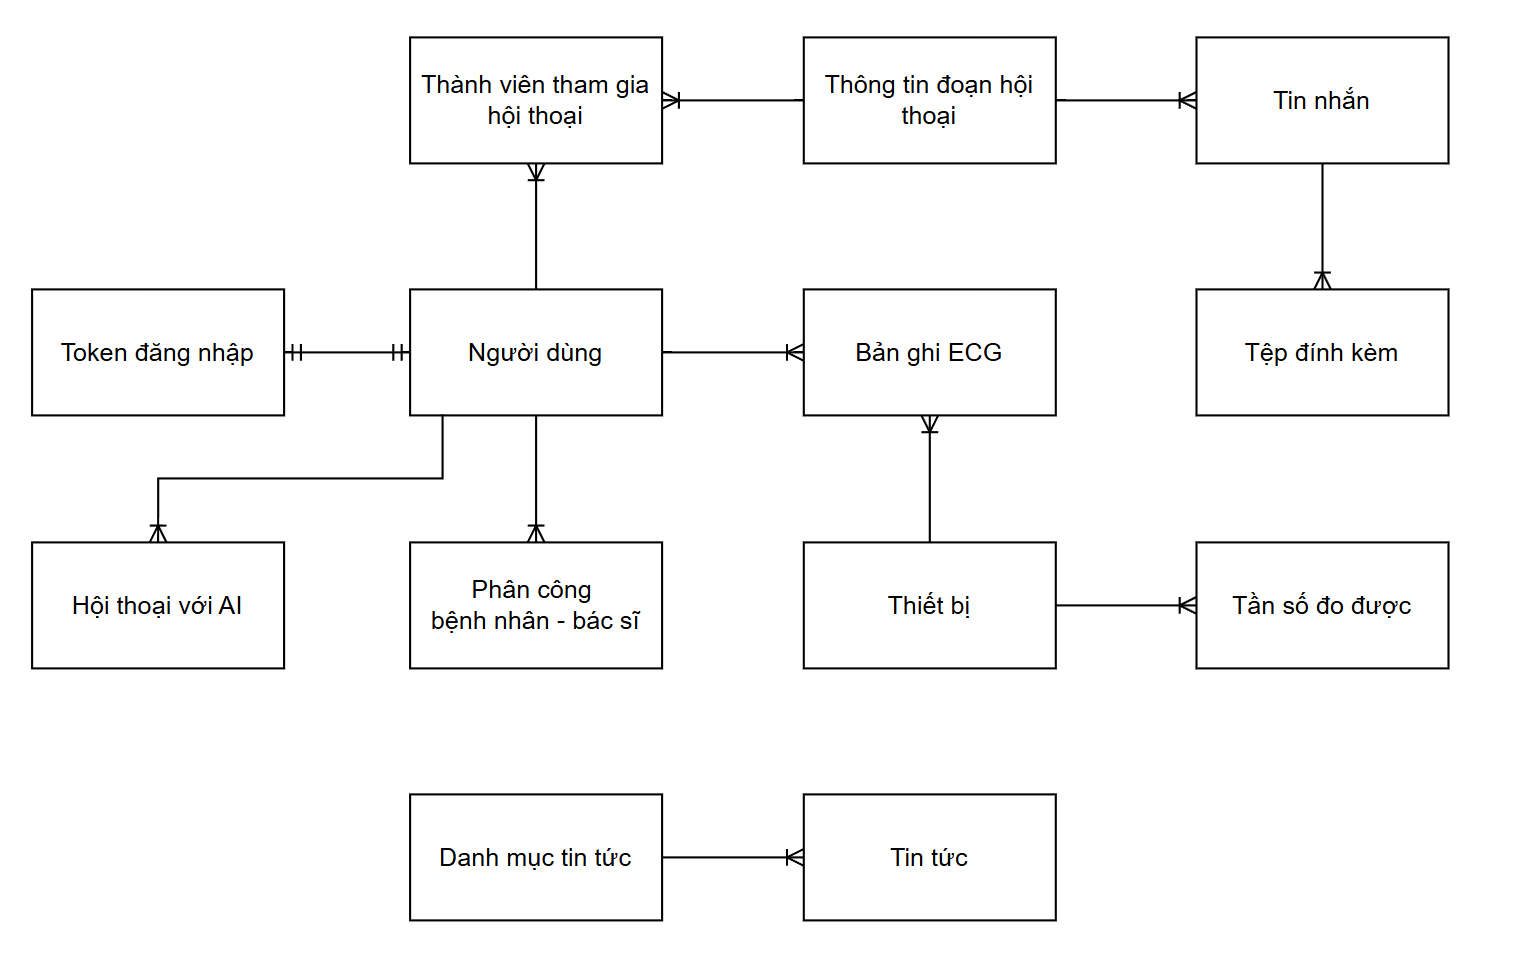 Thành viên tham gia
hội thoại
Thông tin đoạn hội
thoại
Tin nhắn
Token đăng nhập
Người dùng
Bản ghi ECG
Tệp đính kèm
Hội thoại với AI
Phân công
bệnh nhân - bác sĩ
Thiết bị
Tần số đo được
Danh mục tin tức
Tin tức